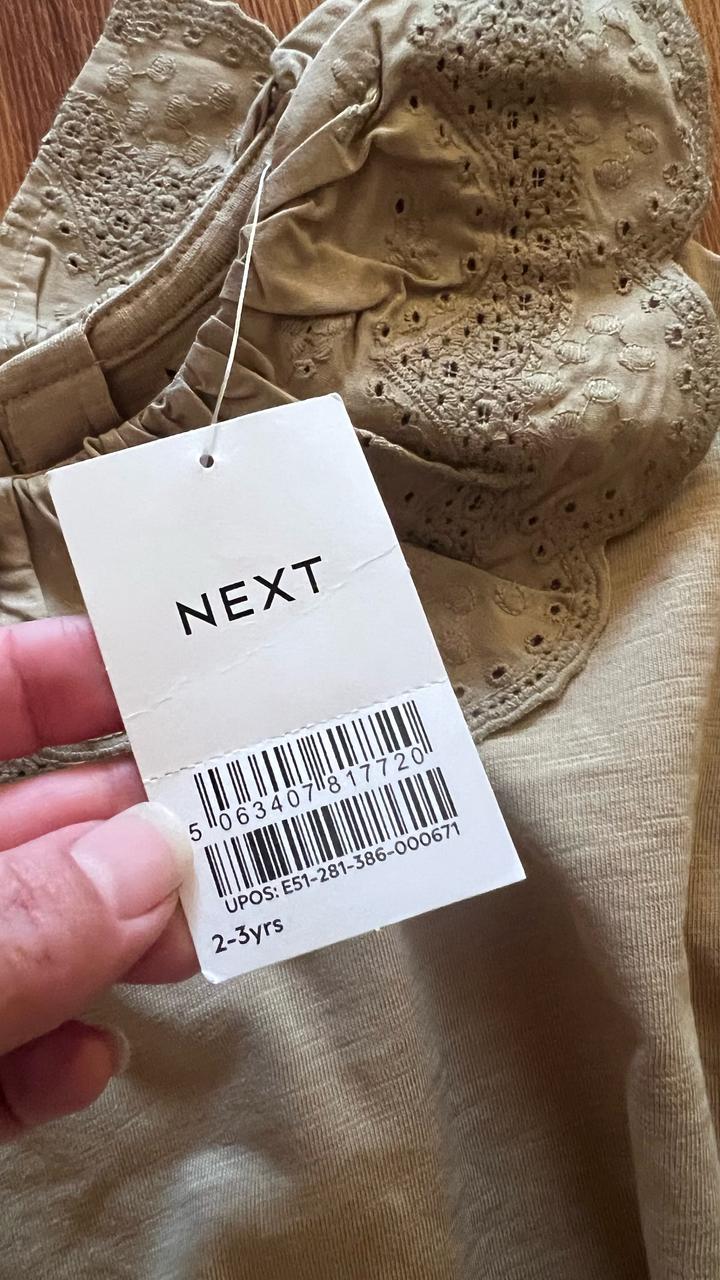 NEXT
5 063407 817720
UPOS: E51-281-386-000671
2-3yrs